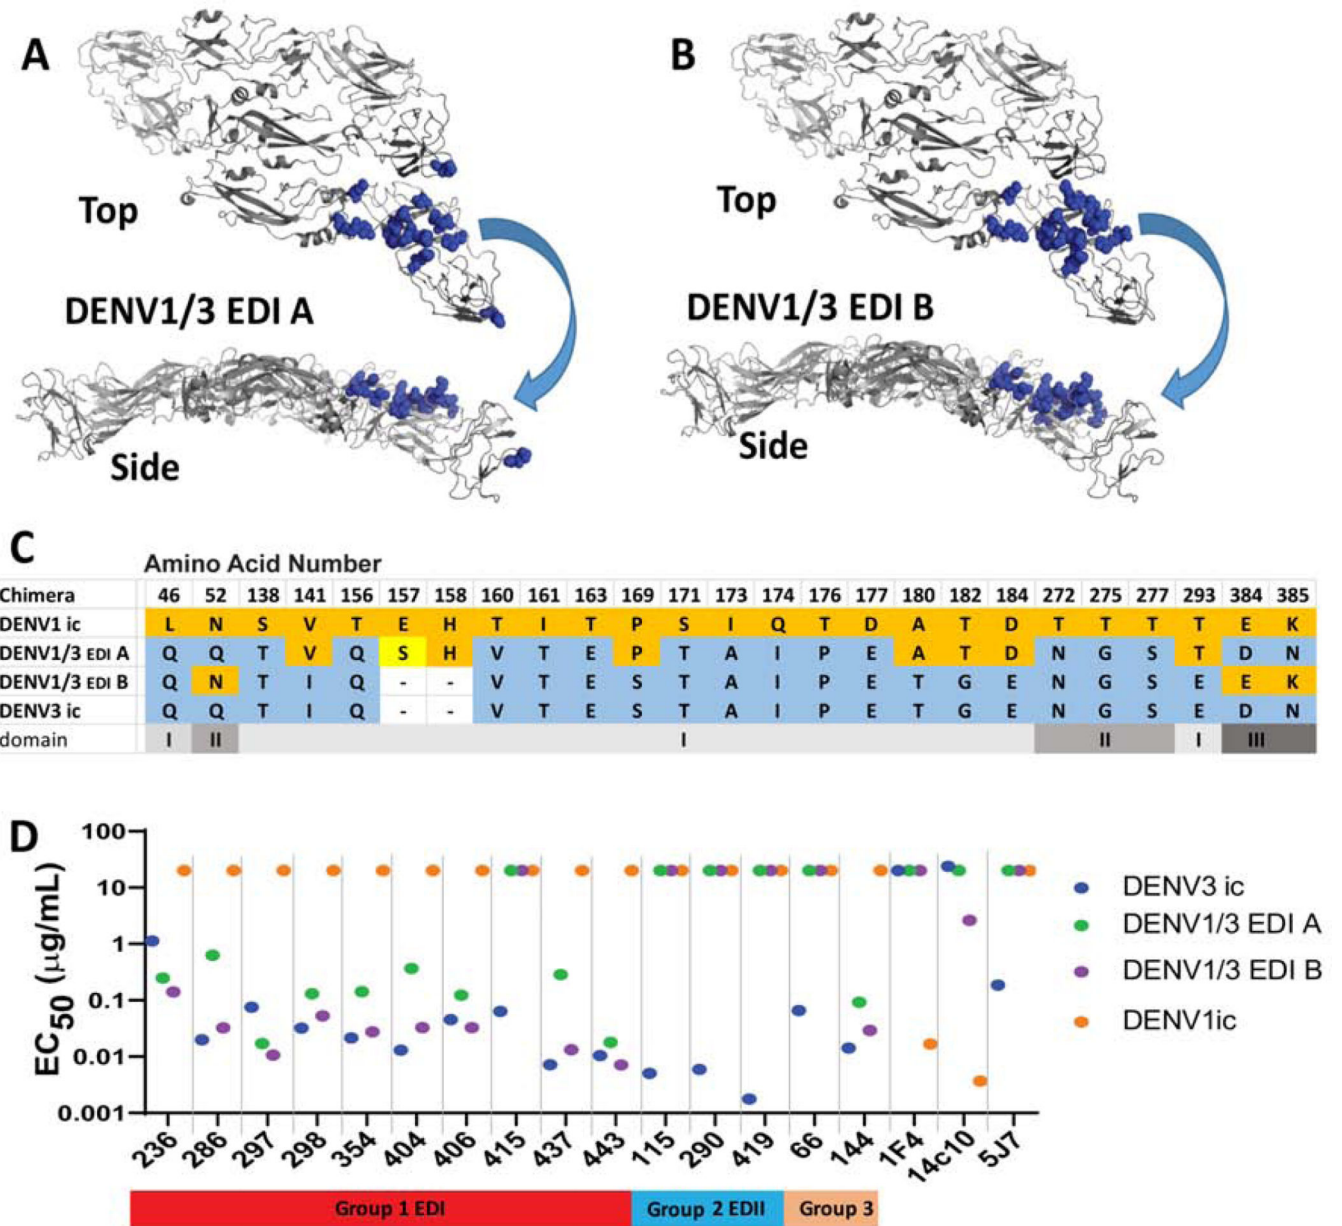 A
B
Top
Top
DENV1/3 EDI A
DENV1/3 EDI B
Side
Side
C
Amino Acid Number
Chimera 46 52 138 141 156 157 158 160 161 163 169 171 173 174 176 177 180 182 184 272 275 277 293 384 385
DENV1 ic L N S V T E H T I T P S I Q T D A T D T T T T E K
DENV1/3 EDI A Q Q T V Q S H V T E P T A I P E A T D N G S T D N
DENV1/3 EDI B Q N T I Q - - V T E S T A I P E T G E N G S E E K
DENV3 ic Q Q T I Q - - V T E S T A I P E T G E N G S E D N
domain I II I II I III
D
EC50 (µg/mL)
100
10
1
0.1
0.01
0.001
236 286 297 298 354 404 406 415 437 443 115 290 419 66 144 1F4 14c10 5J7
DENV3 ic
DENV1/3 EDI A
DENV1/3 EDI B
DENV1ic
Group 1 EDI
Group 2 EDII
Group 3